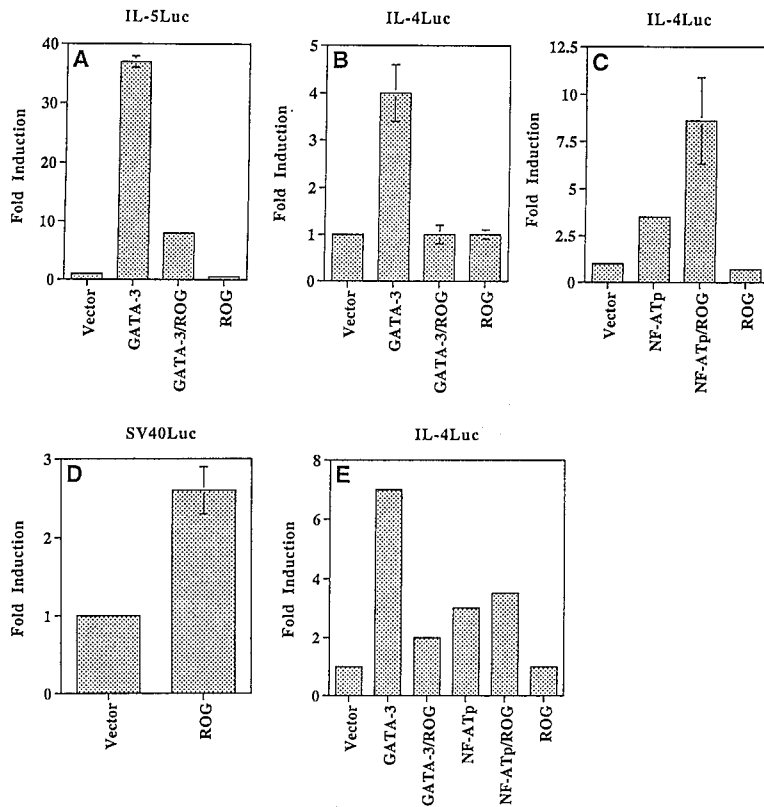 IL-5Luc
A
Fold Induction
40
30
20
10
0
Vector
GATA-3
GATA-3/ROG
ROG
IL-4Luc
B
Fold Induction
5
4
3
2
1
0
Vector
GATA-3
GATA-3/ROG
ROG
IL-4Luc
C
Fold Induction
12.5
10
7.5
5
2.5
0
Vector
NF-ATp
NF-ATp/ROG
ROG
SV40Luc
D
Fold Induction
3
2
1
0
Vector
ROG
IL-4Luc
E
Fold Induction
8
6
4
2
0
Vector
GATA-3
GATA-3/ROG
NF-ATp
NF-ATp/ROG
ROG